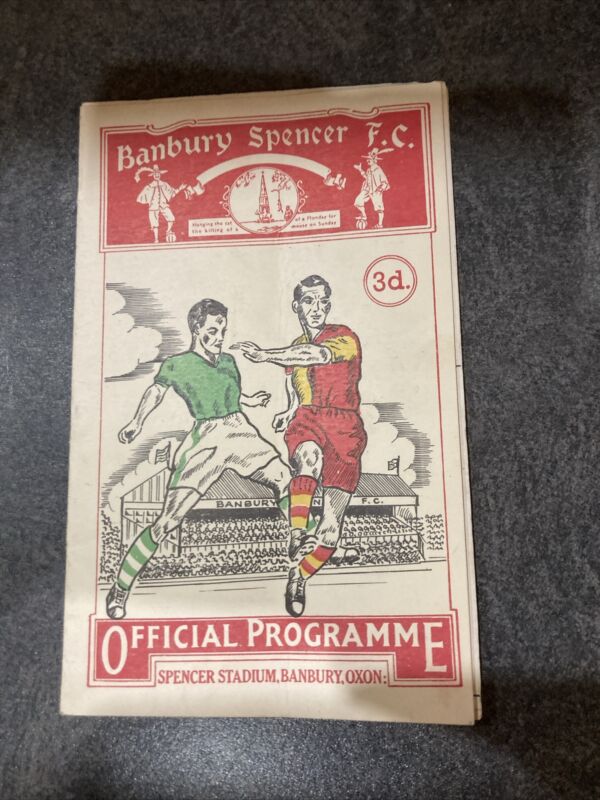 Banbury Spencer F.C.
Hanging the cat of a Monday for
the killing of a mouse on Sunday
3d.
BANBURY N F.C.
OFFICIAL PROGRAMME
SPENCER STADIUM, BANBURY, OXON: